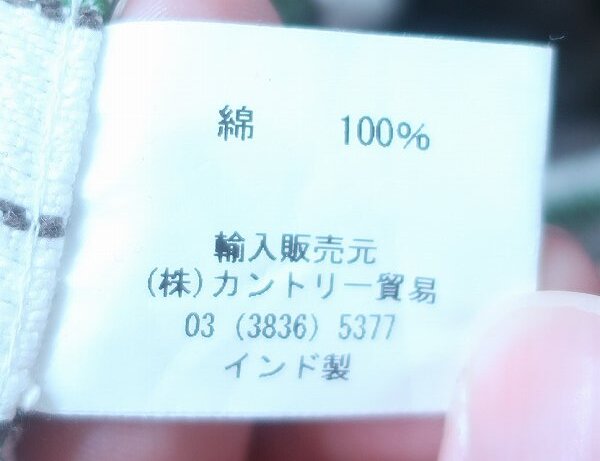 綿 100%
輸入販売元
(株)カントリー貿易
03 (3836) 5377
インド製